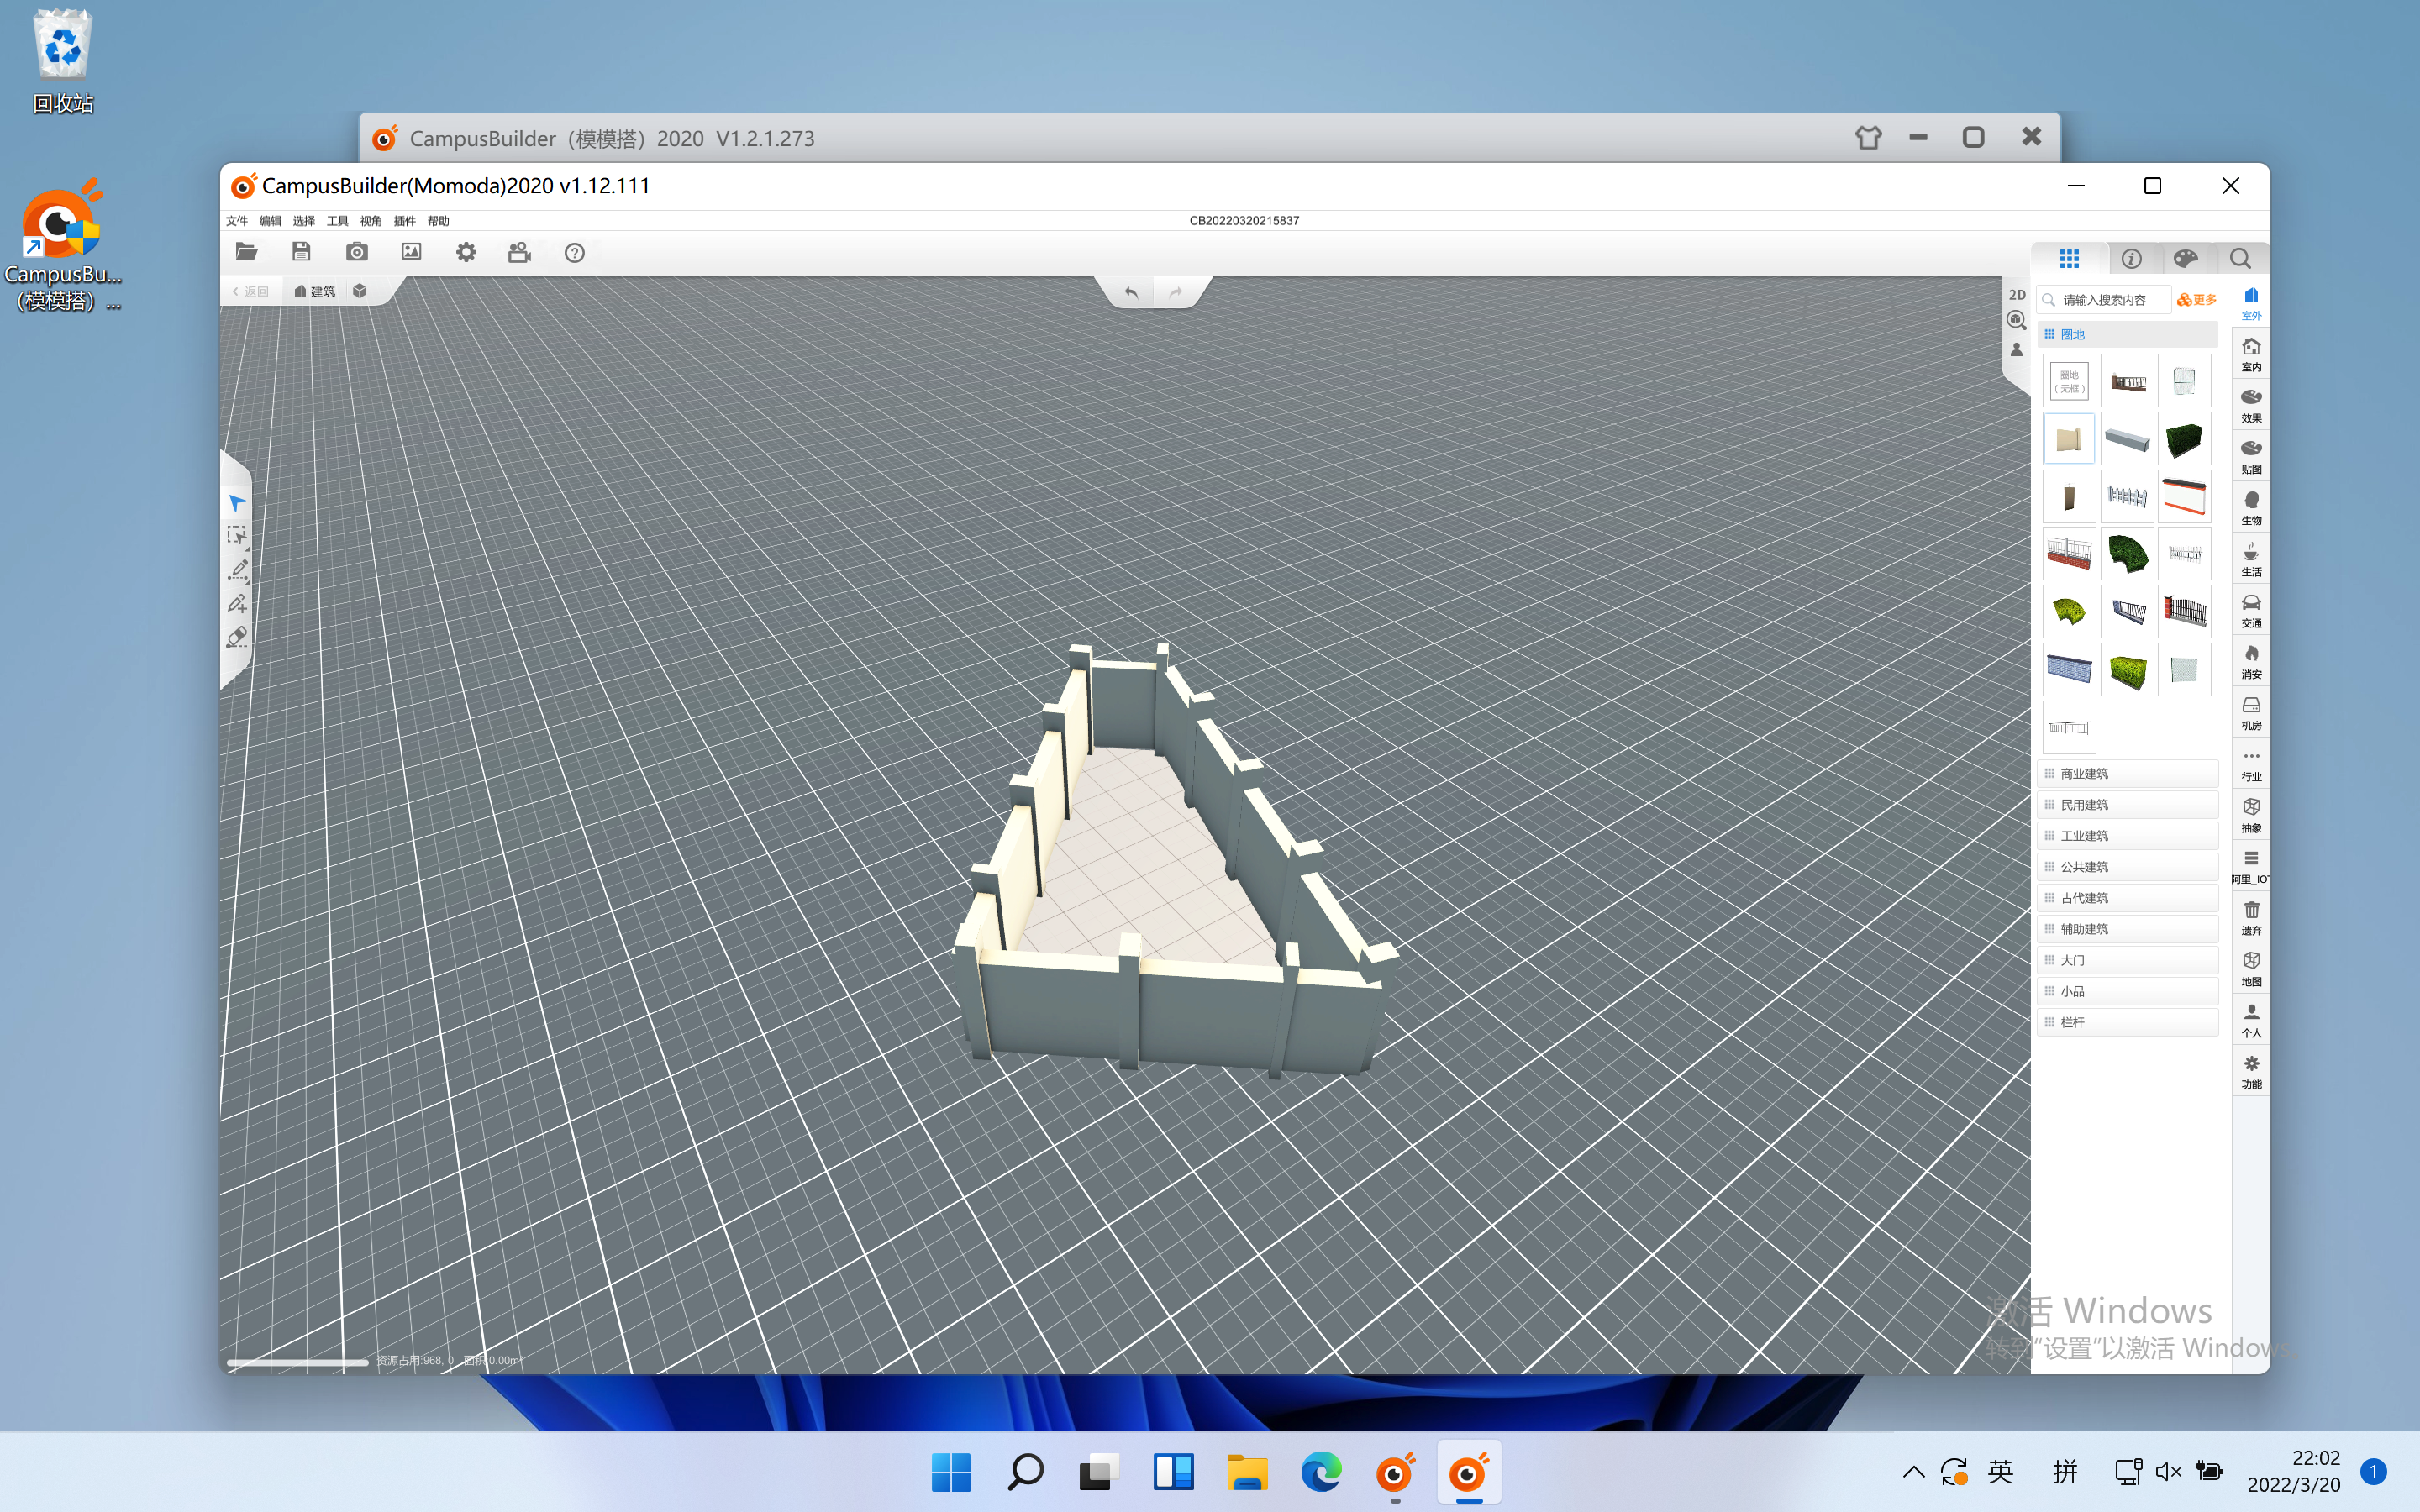 回收站
CampusBu...
（模模搭）...
CampusBuilder（模模搭）2020 V1.2.1.273
CampusBuilder(Momoda)2020 v1.12.111
文件 编辑 选择 工具 视角 插件 帮助
CB20220320215837
返回
建筑
2D
请输入搜索内容
更多
圈地
圈地
（无框）
商业建筑
民用建筑
工业建筑
公共建筑
古代建筑
辅助建筑
大门
小品
栏杆
室外
室内
效果
贴图
生物
生活
交通
消安
机房
行业
抽象
阿里_IOT
遗弃
地图
个人
功能
资源占用:968, 0 面积:0.00m²
激活 Windows
转到“设置”以激活 Windows。
英
拼
22:02
2022/3/20
1